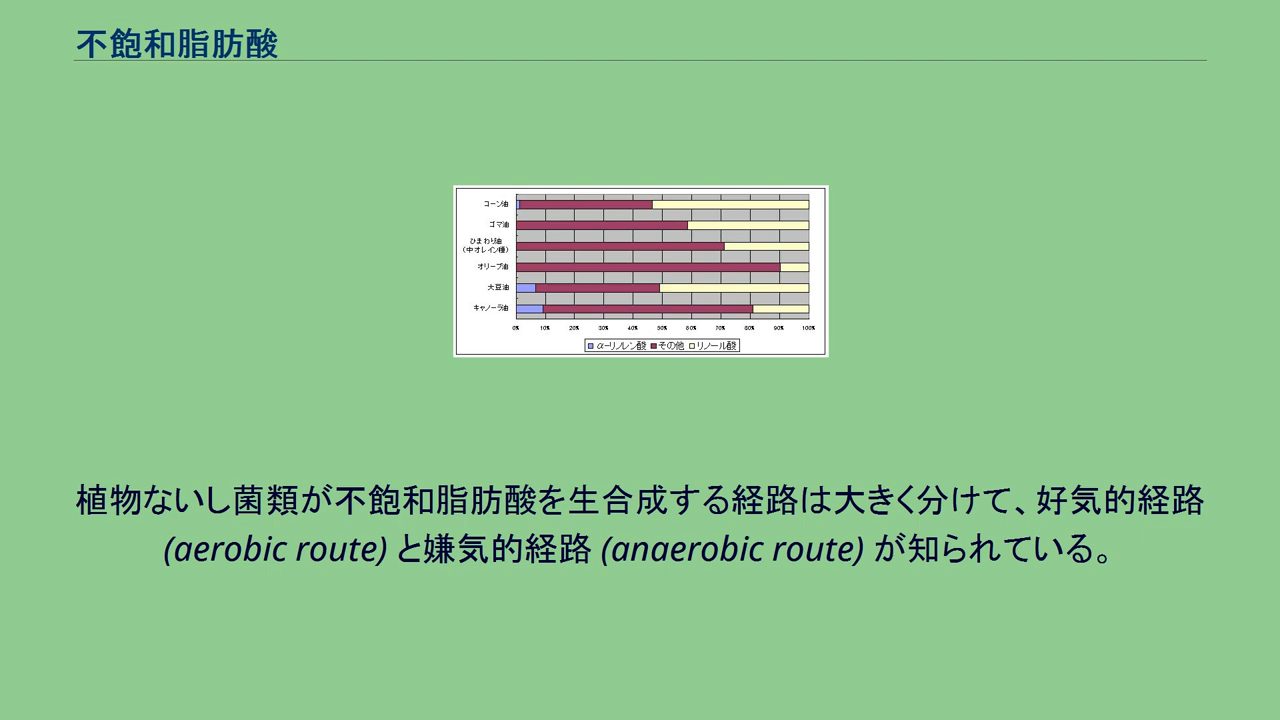 不飽和脂肪酸
コーン油
ゴマ油
ひまわり油
(中オレイン種)
オリーブ油
大豆油
キャノーラ油
0% 10% 20% 30% 40% 50% 60% 70% 80% 90% 100%
α-リノレン酸 その他 リノール酸
植物ないし菌類が不飽和脂肪酸を生合成する経路は大きく分けて、好気的経路
(aerobic route) と嫌気的経路 (anaerobic route) が知られている。